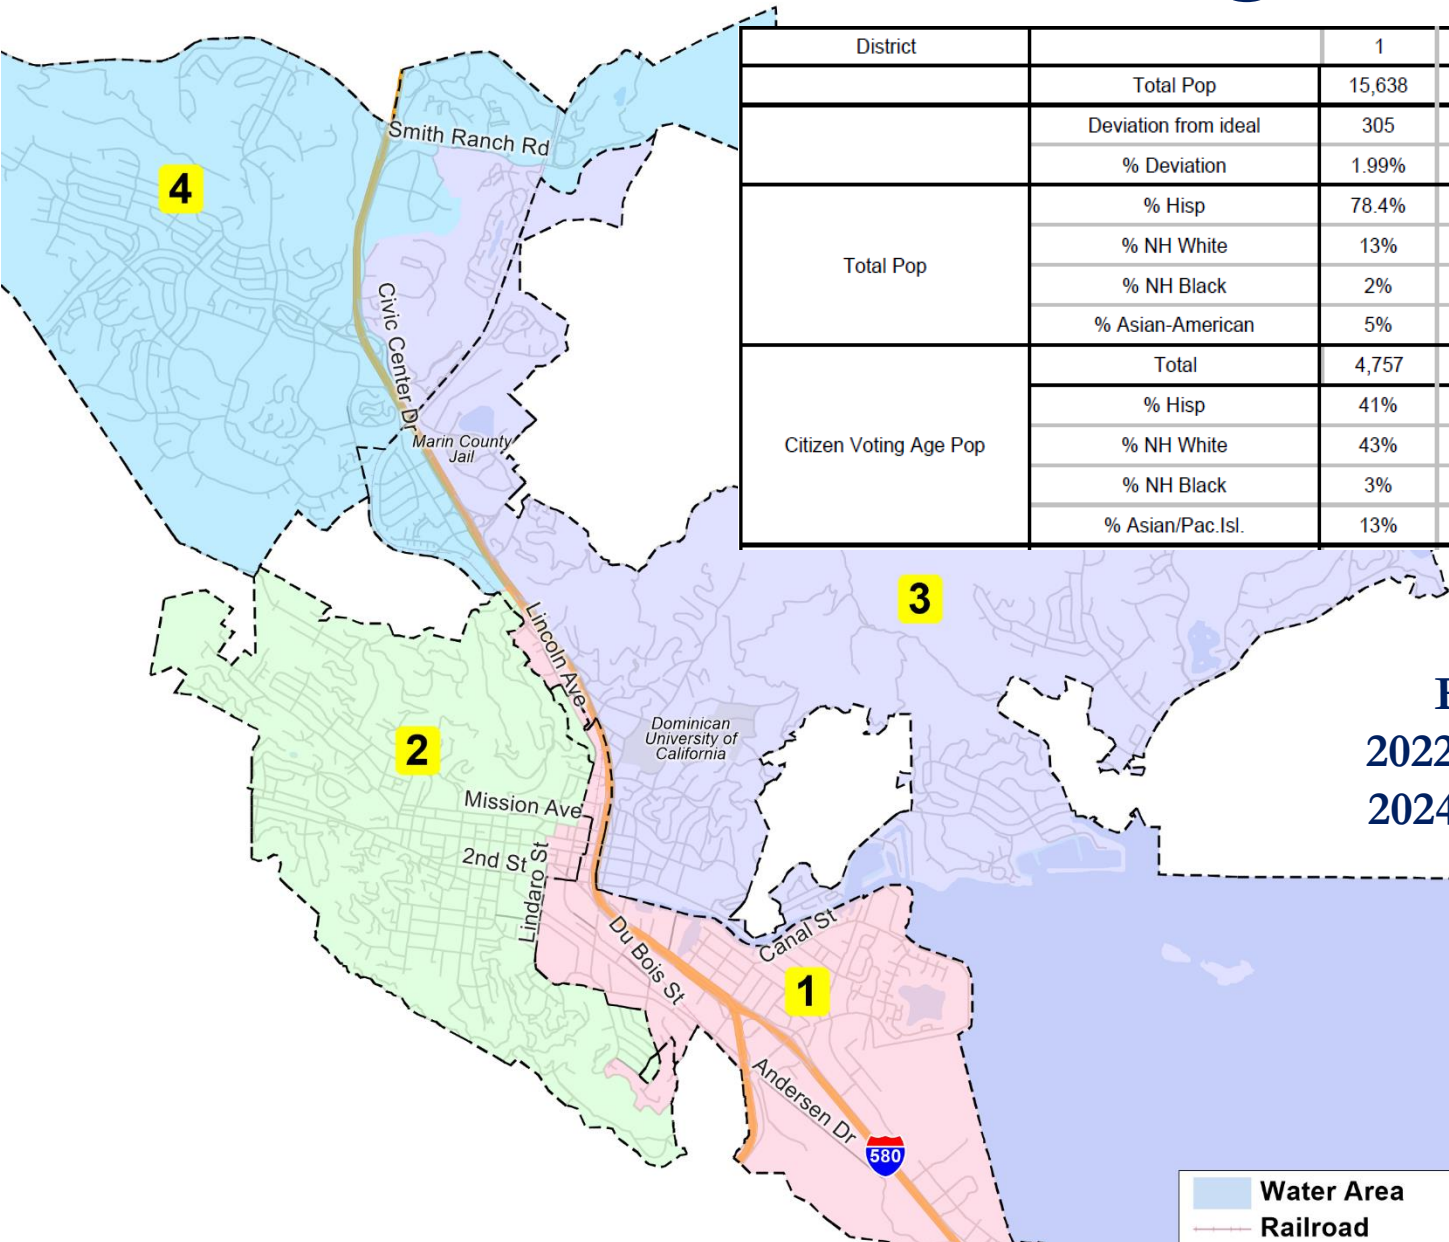 District 1
Total Pop 15,638
Deviation from ideal 305
% Deviation 1.99%
Total Pop
% Hisp 78.4%
% NH White 13%
% NH Black 2%
% Asian-American 5%
Citizen Voting Age Pop
Total 4,757
% Hisp 41%
% NH White 43%
% NH Black 3%
% Asian/Pac.Isl. 13%
Smith Ranch Rd
4
Civic Center Dr
Marin County
Jail
3
Lincoln Ave
2
Dominican
University of
California
2022
2024
Mission Ave
2nd St
Lindaro St
Du Bois St
Canal St
1
Andersen Dr
580
Water Area
Railroad